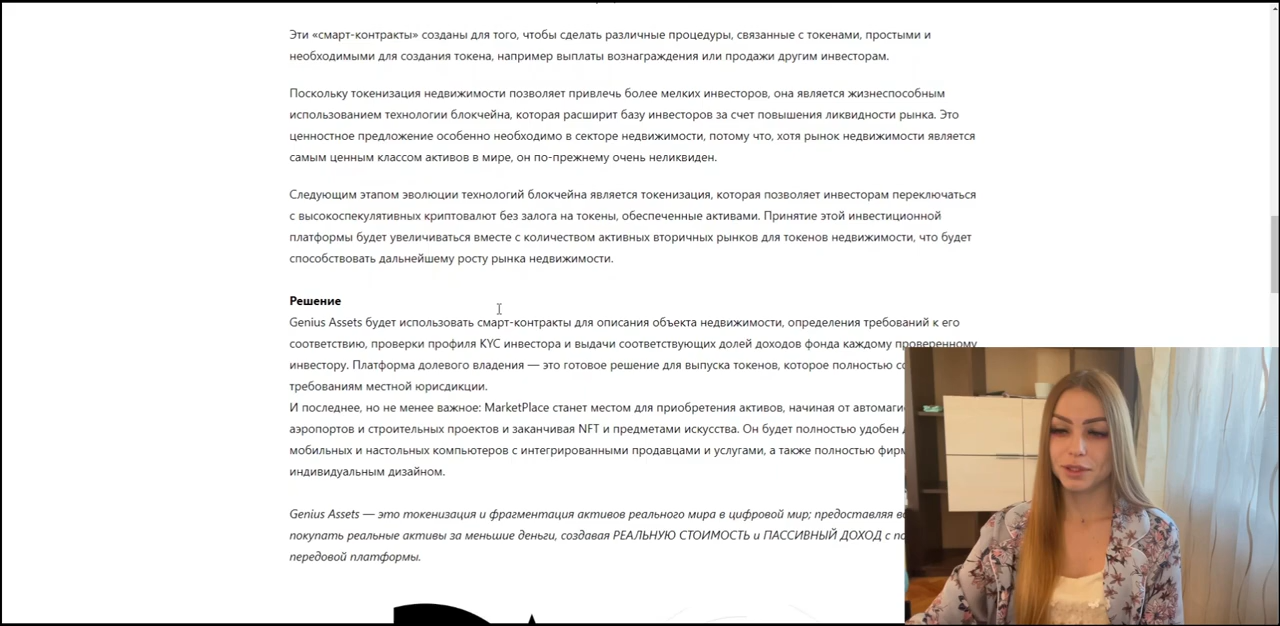 Эти «смарт-контракты» созданы для того, чтобы сделать различные процедуры, связанные с токенами, простыми и
необходимыми для создания токена, например выплаты вознаграждения или продажи другим инвесторам.
Поскольку токенизация недвижимости позволяет привлечь более мелких инвесторов, она является жизнеспособным
использованием технологии блокчейна, которая расширит базу инвесторов за счет повышения ликвидности рынка. Это
ценностное предложение особенно необходимо в секторе недвижимости, потому что, хотя рынок недвижимости является
самым ценным классом активов в мире, он по-прежнему очень неликвиден.
Следующим этапом эволюции технологий блокчейна является токенизация, которая позволяет инвесторам переключаться
с высокоспекулятивных криптовалют без залога на токены, обеспеченные активами. Принятие этой инвестиционной
платформы будет увеличиваться вместе с количеством активных вторичных рынков для токенов недвижимости, что будет
способствовать дальнейшему росту рынка недвижимости.
Решение
Genius Assets будет использовать смарт-контракты для описания объекта недвижимости, определения требований к его
соответствию, проверки профиля KYC инвестора и выдачи соответствующих долей доходов фонда каждому проверенному
инвестору. Платформа долевого владения — это готовое решение для выпуска токенов, которое полностью
требованиям местной юрисдикции.
И последнее, но не менее важное: MarketPlace станет местом для приобретения активов, начиная от
аэропортов и строительных проектов и заканчивая NFT и предметами искусства. Он будет полностью удобен
мобильных и настольных компьютеров с интегрированными продавцами и услугами, а также полностью
индивидуальным дизайном.
Genius Assets — это токенизация и фрагментация активов реального мира в цифровой мир; предоставляя
покупать реальные активы за меньшие деньги, создавая РЕАЛЬНУЮ СТОИМОСТЬ и ПАССИВНЫЙ ДОХОД с
передовой платформы.